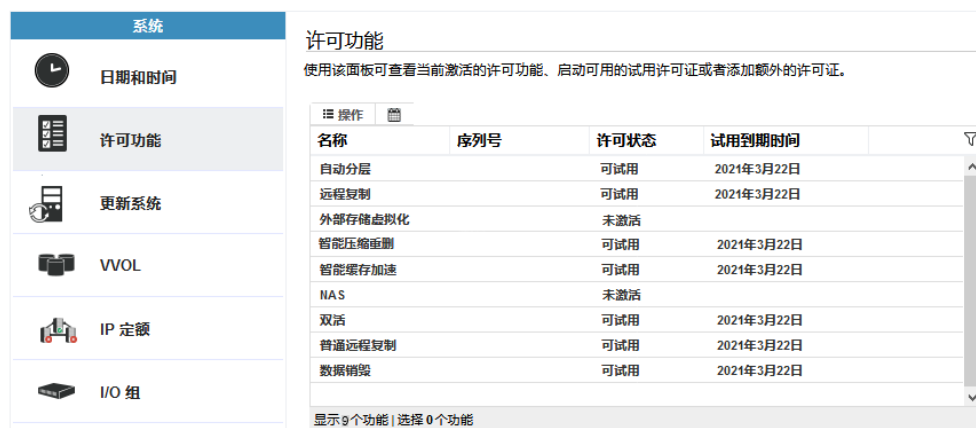 系统
日期和时间
许可功能
更新系统
VVOL
IP 定额
I/O 组
许可功能
使用该面板可查看当前激活的许可功能、启动可用的试用许可证或者添加额外的许可证。
操作
名称 序列号 许可状态 试用到期时间
自动分层 可试用 2021年3月22日
远程复制 可试用 2021年3月22日
外部存储虚拟化 未激活
智能压缩重删 可试用 2021年3月22日
智能缓存加速 可试用 2021年3月22日
NAS 未激活
双活 可试用 2021年3月22日
普通远程复制 可试用 2021年3月22日
数据销毁 可试用 2021年3月22日
显示9个功能 | 选择 0 个功能